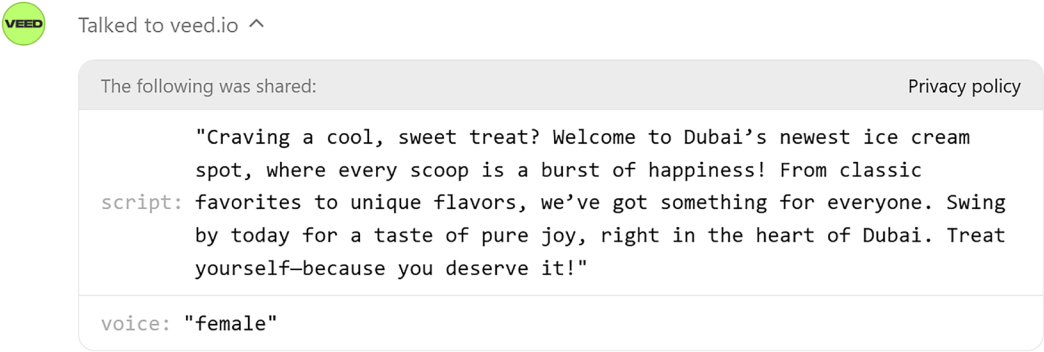 VEED
Talked to veed.io
The following was shared:
Privacy policy
script:
"Craving a cool, sweet treat? Welcome to Dubai’s newest ice cream
spot, where every scoop is a burst of happiness! From classic
favorites to unique flavors, we’ve got something for everyone. Swing
by today for a taste of pure joy, right in the heart of Dubai. Treat
yourself—because you deserve it!"
voice: "female"